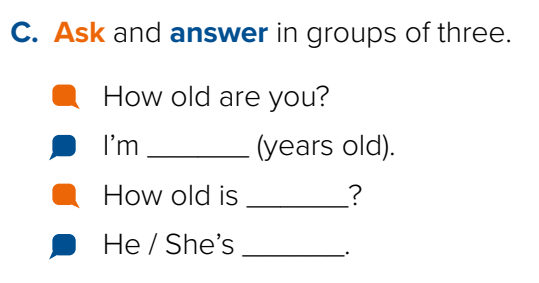 C. Ask and answer in groups of three.
How old are you?
I'm _______ (years old).
How old is _______?
He / She's _______.